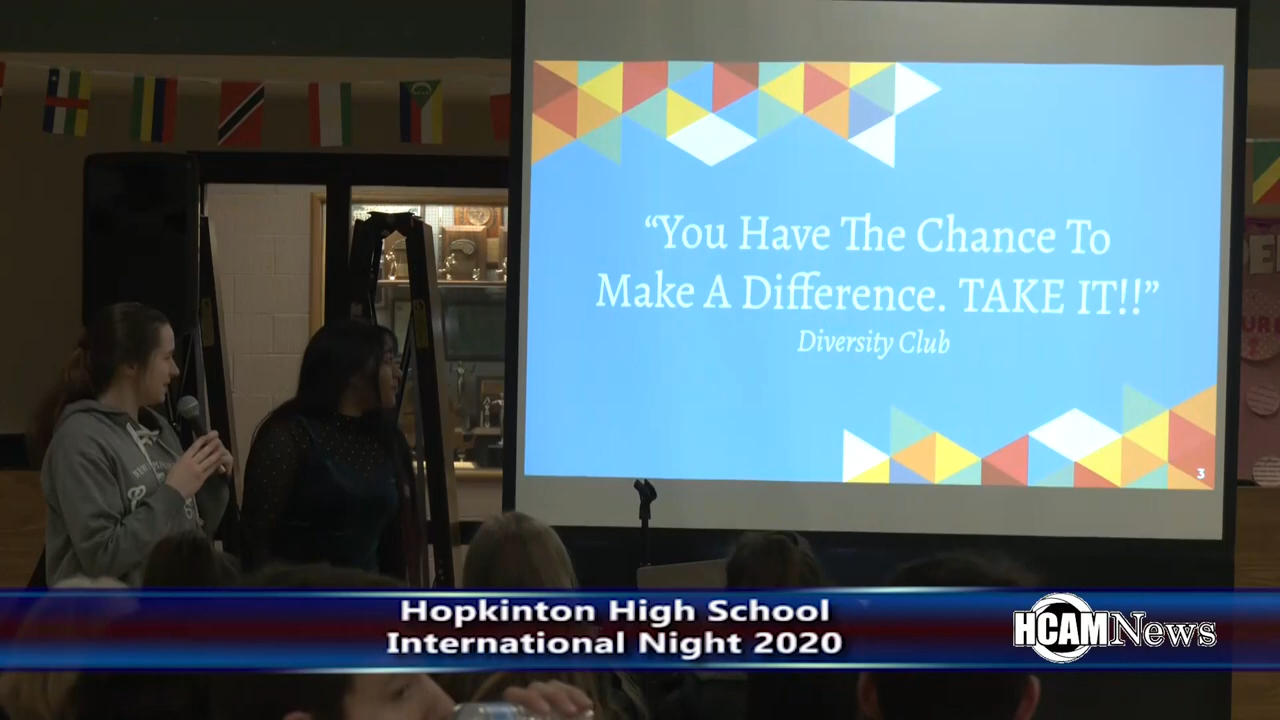 “You Have The Chance To
Make A Difference. TAKE IT!!”
Diversity Club
3
Hopkinton High School
International Night 2020
HCAMNews